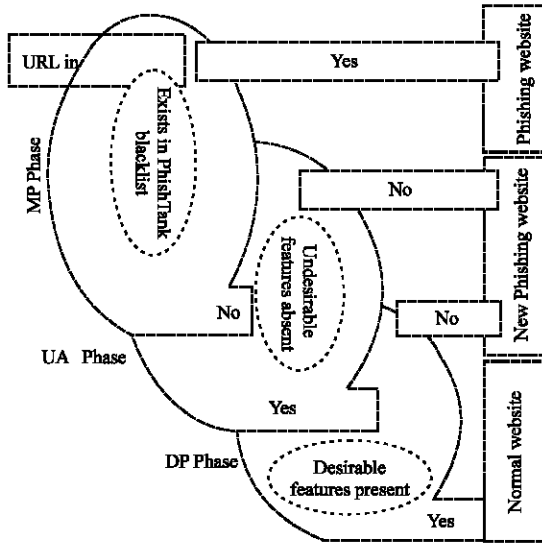 URL in
Yes
Phishing website
Exists in PhishTank
blacklist
MP Phase
No
New Phishing website
Undesirable
features absent
No
No
UA Phase
Yes
Normal website
DP Phase
Desirable
features present
Yes